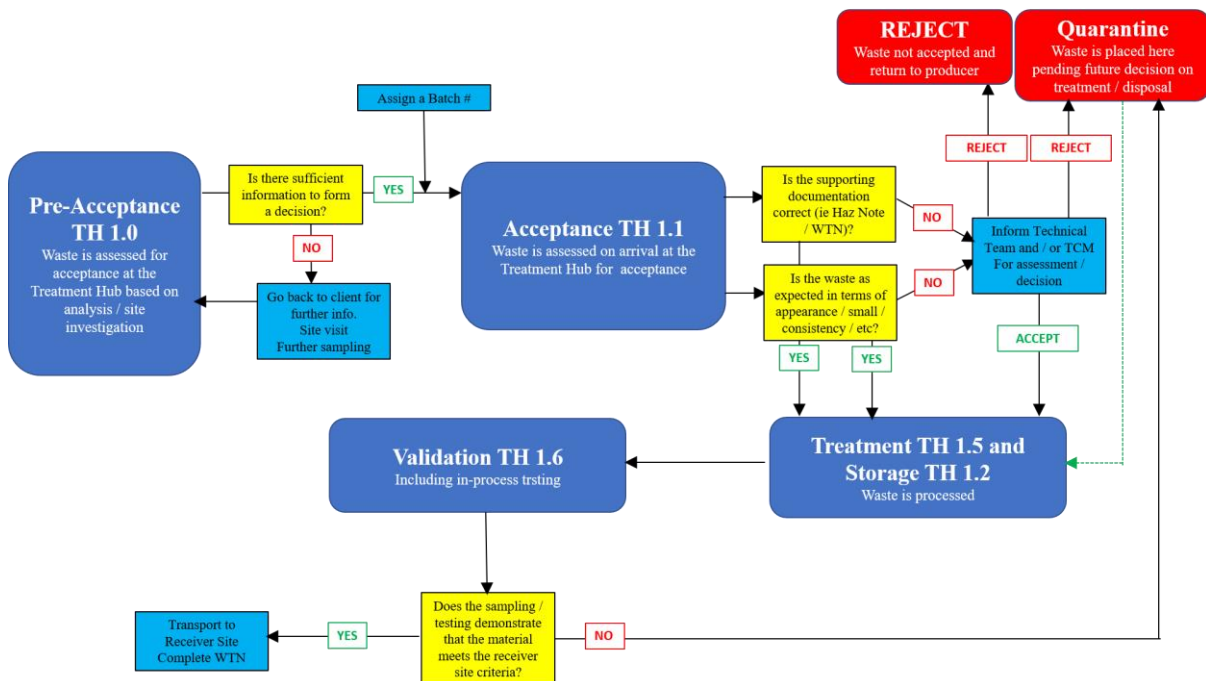 REJECT
Waste not accepted and
return to producer
Quarantine
Waste is placed here
pending future decision on
treatment / disposal
Assign a Batch #
Pre-Acceptance
TH 1.0
Waste is assessed for
acceptance at the
Treatment Hub based on
analysis / site
investigation
Is there sufficient
information to form
a decision?
YES
NO
Go back to client for
further info.
Site visit
Further sampling
Acceptance TH 1.1
Waste is assessed on arrival at the
Treatment Hub for acceptance
Is the supporting
documentation
correct (ie Haz Note
/ WTN)?
NO
Is the waste as
expected in terms of
appearance / small /
consistency / etc?
NO
YES
YES
REJECT
REJECT
Inform Technical
Team and / or TCM
For assessment /
decision
ACCEPT
Treatment TH 1.5 and
Storage TH 1.2
Waste is processed
Validation TH 1.6
Including in-process trsting
Does the sampling /
testing demonstrate
that the material
meets the receiver
site criteria?
YES
NO
Transport to
Receiver Site
Complete WTN